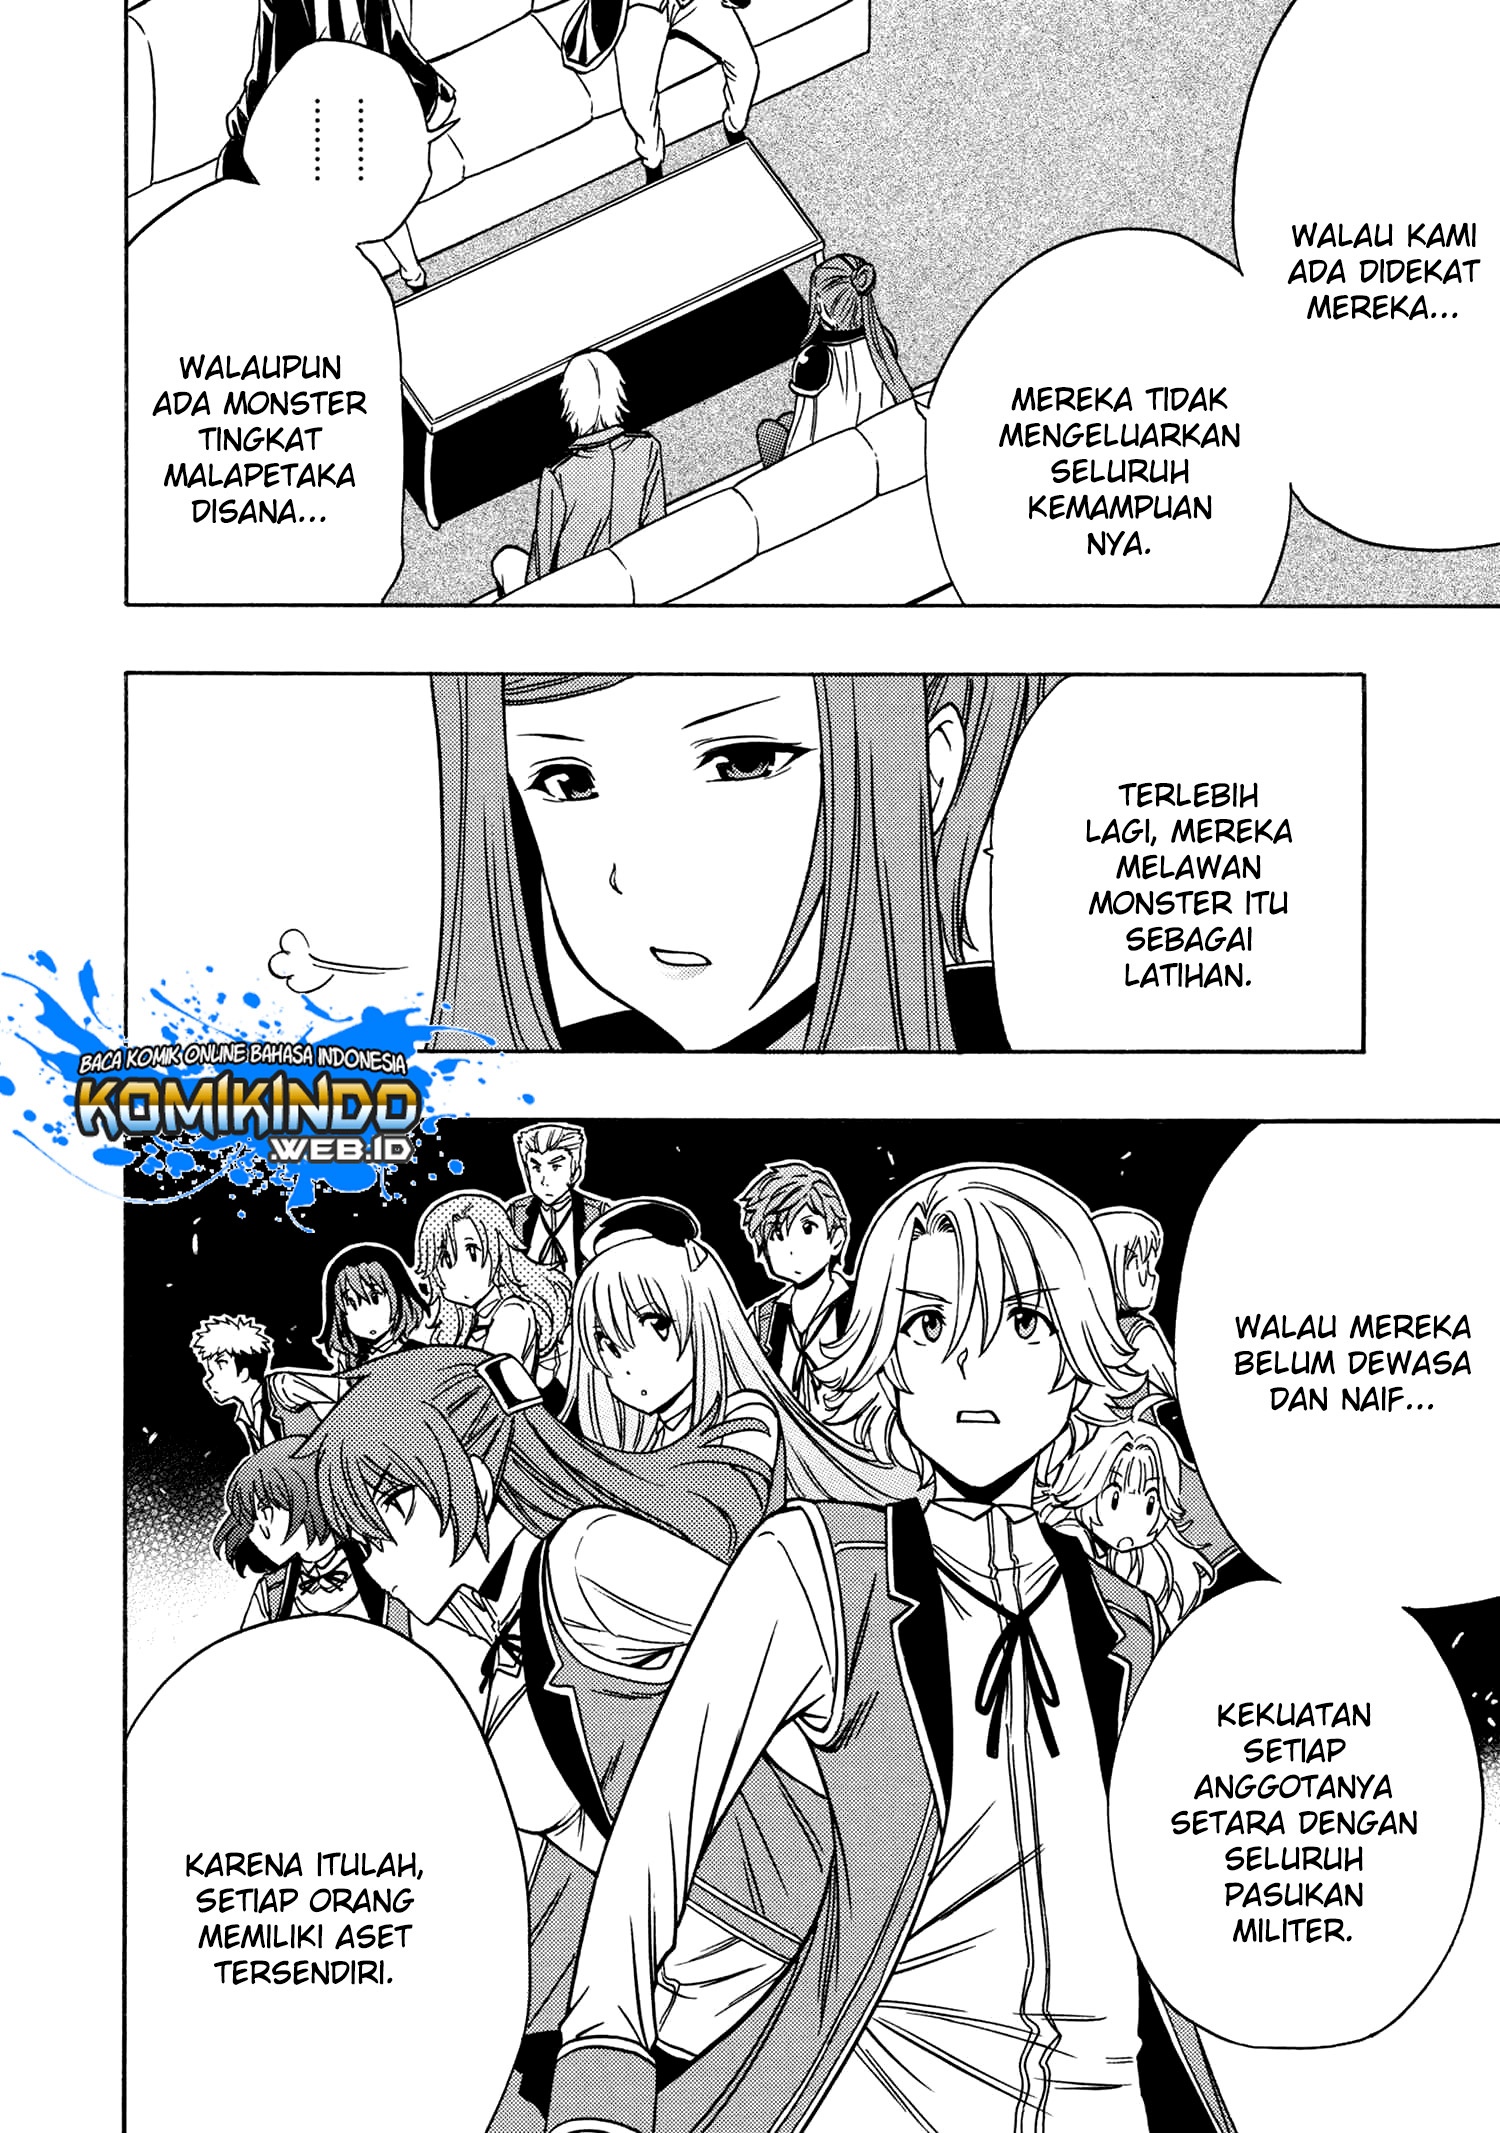 WALAU KAMI
ADA DIDEKAT
MEREKA...
MEREKA TIDAK
MENGELUARKAN
SELURUH
KEMAMPUAN
NYA.
..... .....
WALAUPUN
ADA MONSTER
TINGKAT
MALAPETAKA
DISANA...
TERLEBIH
LAGI, MEREKA
MELAWAN
MONSTER ITU
SEBAGAI
LATIHAN.
BACA KOMIK ONLINE BAHASA INDONESIA
KOMIKINDO
.WEB.ID
WALAU MEREKA
BELUM DEWASA
DAN NAIF...
KEKUATAN
SETIAP
ANGGOTANYA
SETARA DENGAN
SELURUH
PASUKAN
MILITER.
KARENA ITULAH,
SETIAP ORANG
MEMILIKI ASET
TERSENDIRI.